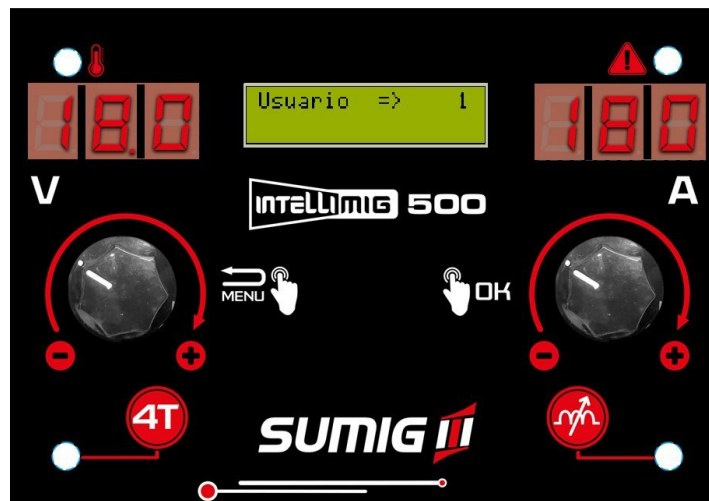 18.0
Usuario => 1
180
V
INTELLIMIG 500
A
MENU
OK
4T
SUMIG